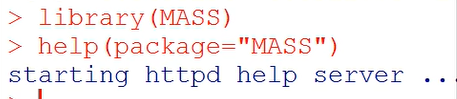 > library(MASS)
> help(package="MASS")
starting httpd help server ...
>